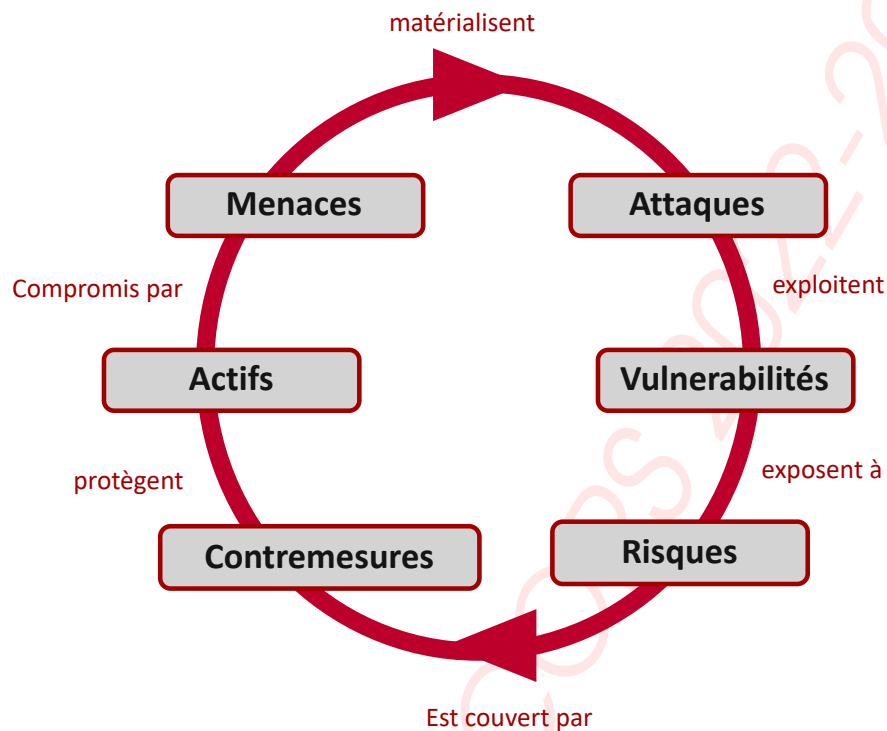 matérialisent
Menaces
Attaques
Compromis par
exploitent
Actifs
Vulnerabilités
protègent
exposent à
Contremesures
Risques
Est couvert par